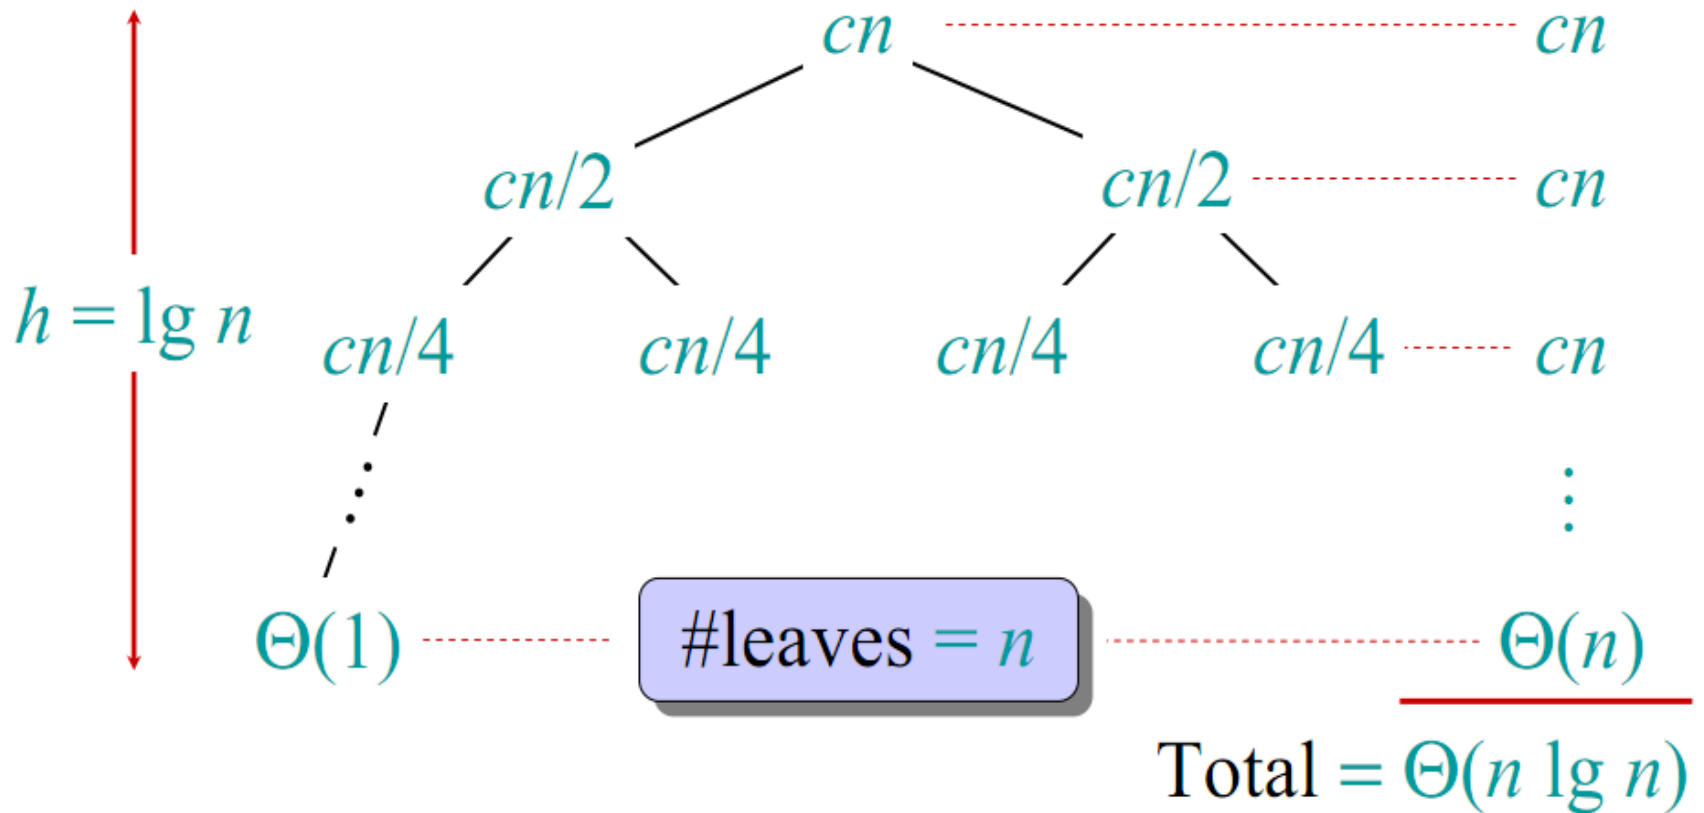 cn cn
cn/2 cn/2 cn
h = lg n
cn/4 cn/4 cn/4 cn/4 cn
Θ(1) #leaves = n Θ(n)
Total = Θ(n lg n)